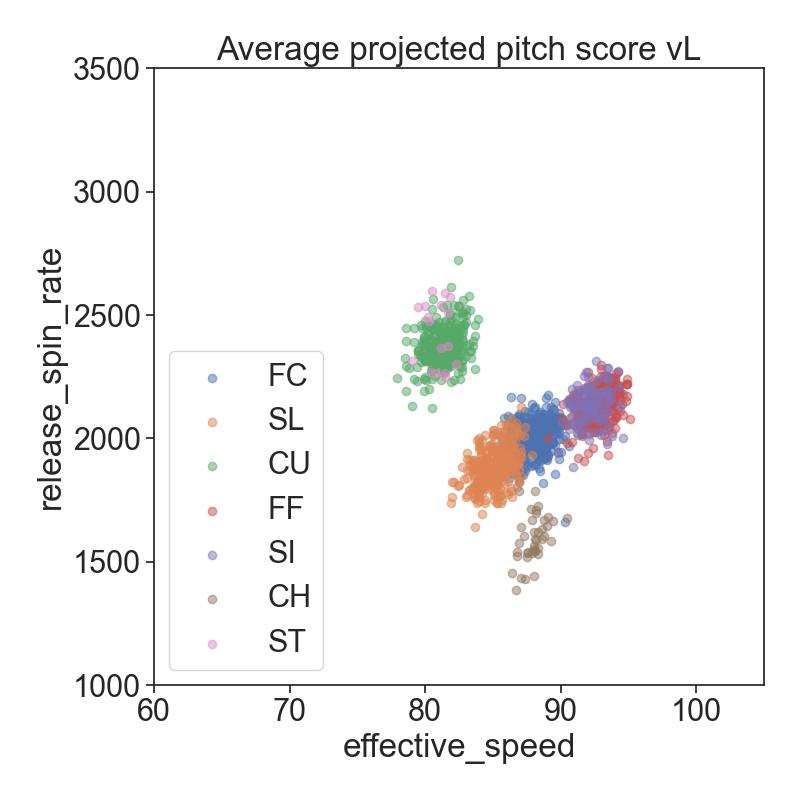 Average projected pitch score vL
3500
3000
2500
2000
1500
1000
release_spin_rate
FC
SL
CU
FF
SI
CH
ST
60
70
80
90
100
effective_speed